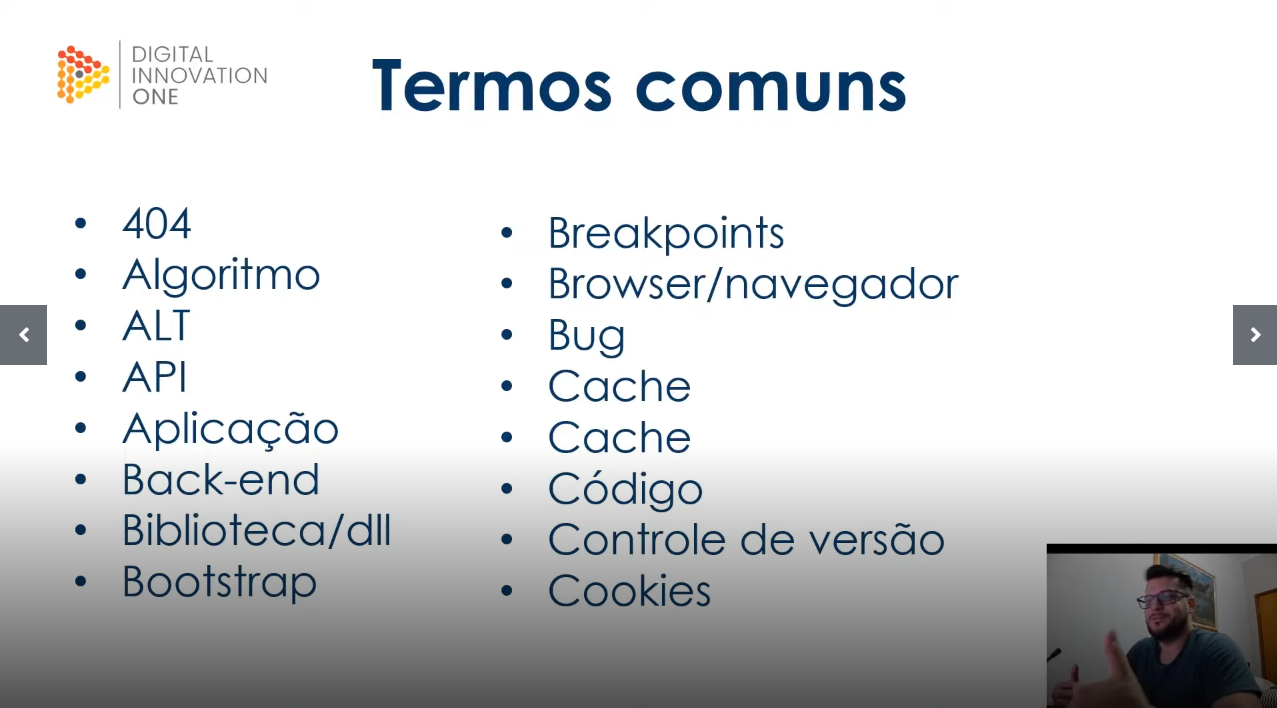 DIGITAL
INNOVATION
ONE
Termos comuns
• 404
• Algoritmo
• ALT
• API
• Aplicação
• Back-end
• Biblioteca/dll
• Bootstrap
• Breakpoints
• Browser/navegador
• Bug
• Cache
• Cache
• Código
• Controle de versão
• Cookies